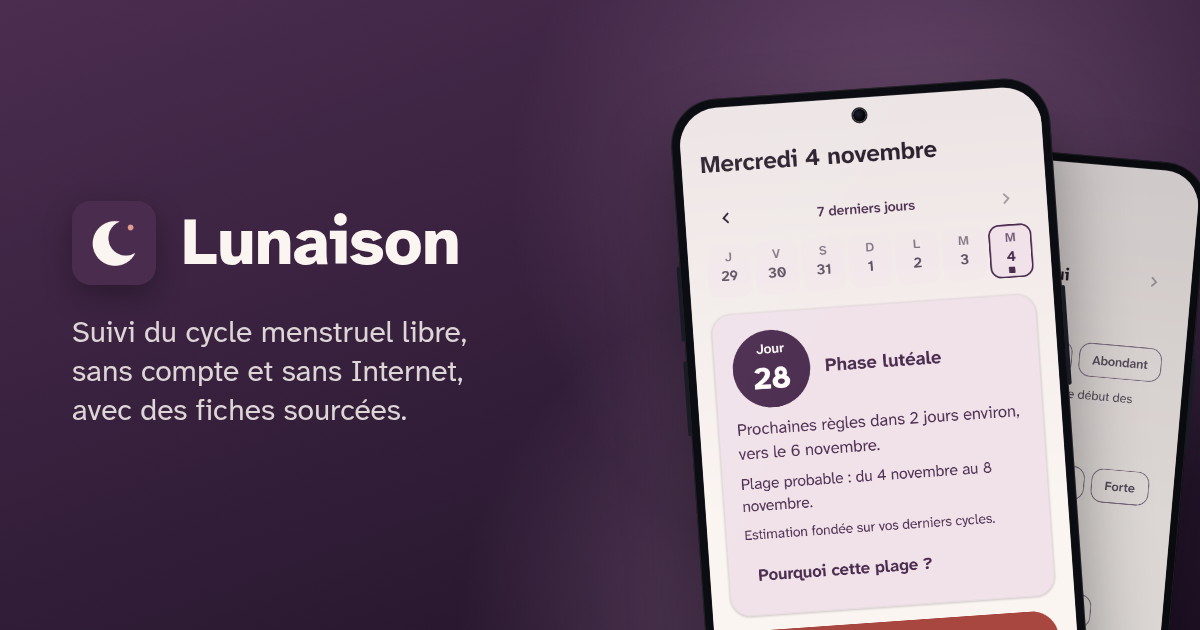 Lunaison
Suivi du cycle menstruel libre,
sans compte et sans Internet,
avec des fiches sourcées.
Mercredi 4 novembre
7 derniers jours
J V S D L M M
29 30 31 1 2 3 4
Jour
28
Phase lutéale
Prochaines règles dans 2 jours environ,
vers le 6 novembre.
Plage probable : du 4 novembre au 8
novembre.
Estimation fondée sur vos derniers cycles.
Pourquoi cette plage ?
Abondant
début des
Forte